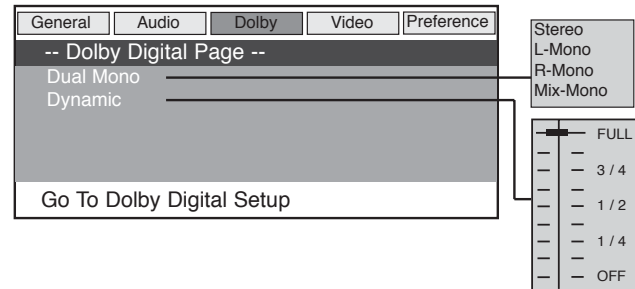 General Audio Dolby Video Preference
-- Dolby Digital Page --
Dual Mono
Dynamic
Go To Dolby Digital Setup
Stereo
L-Mono
R-Mono
Mix-Mono
FULL
3 / 4
1 / 2
1 / 4
OFF